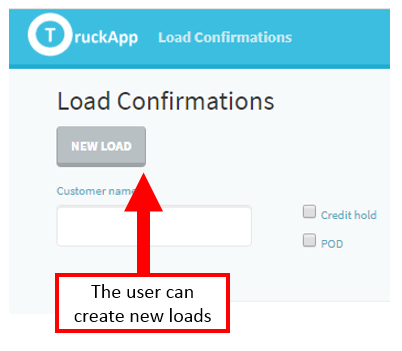 TruckApp Load Confirmations
Load Confirmations
NEW LOAD
Customer name
Credit hold
POD
The user can
create new loads